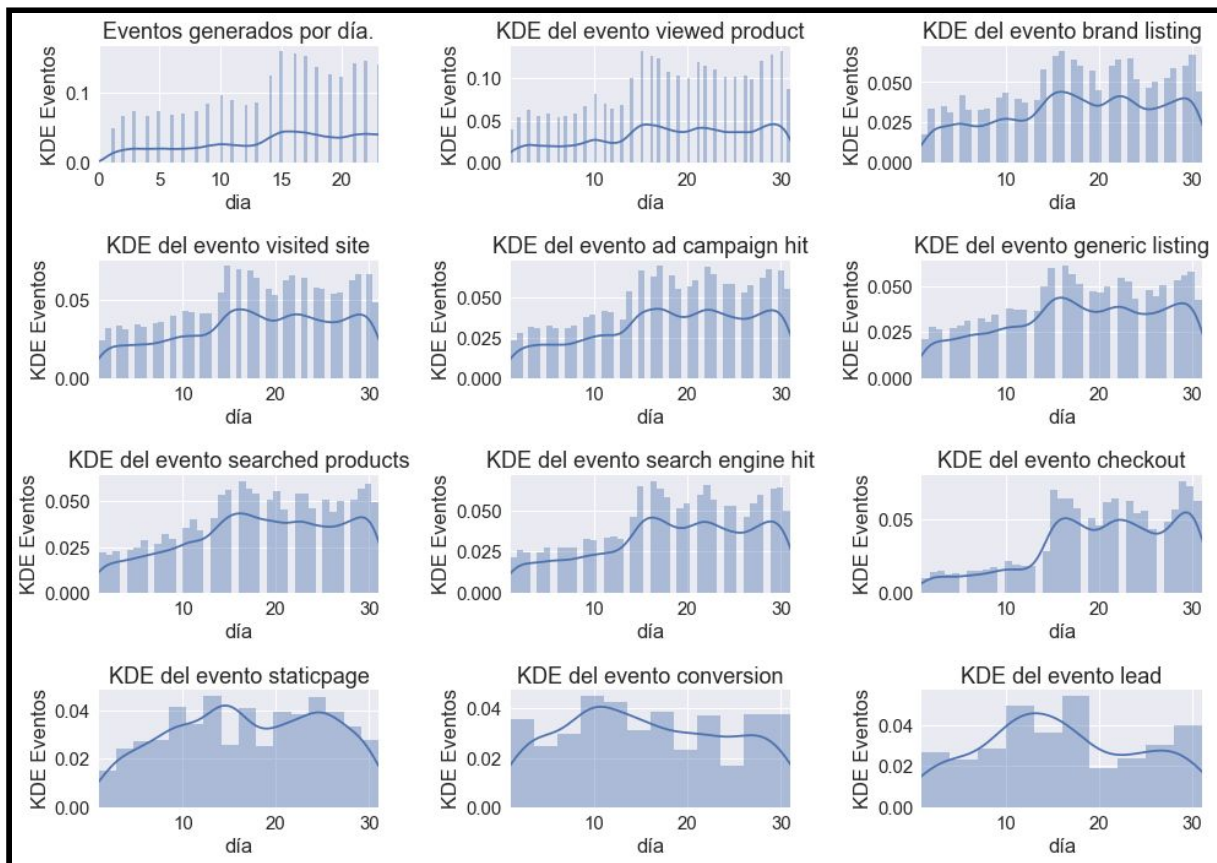 Eventos generados por día.
KDE Eventos
0.1
0.0
0
5
10
15
20
dia
KDE del evento viewed product
KDE Eventos
0.10
0.05
0.00
10
20
30
día
KDE del evento brand listing
KDE Eventos
0.050
0.025
0.000
10
20
30
día
KDE del evento visited site
KDE Eventos
0.05
0.00
10
20
30
día
KDE del evento ad campaign hit
KDE Eventos
0.050
0.025
0.000
10
20
30
día
KDE del evento generic listing
KDE Eventos
0.050
0.025
0.000
10
20
30
día
KDE del evento searched products
KDE Eventos
0.050
0.025
0.000
10
20
30
día
KDE del evento search engine hit
KDE Eventos
0.050
0.025
0.000
10
20
30
día
KDE del evento checkout
KDE Eventos
0.05
0.00
10
20
30
día
KDE del evento staticpage
KDE Eventos
0.04
0.02
0.00
10
20
30
día
KDE del evento conversion
KDE Eventos
0.04
0.02
0.00
10
20
30
día
KDE del evento lead
KDE Eventos
0.04
0.02
0.00
10
20
30
día